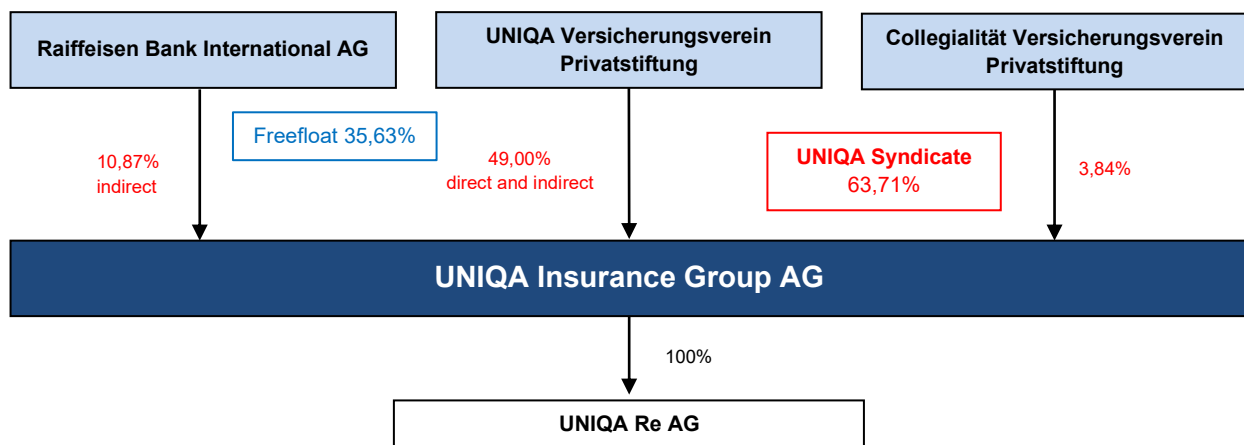 Raiffeisen Bank International AG
UNIQA Versicherungsverein
Privatstiftung
Collegialität Versicherungsverein
Privatstiftung
Freefloat 35,63%
10,87%
indirect
49,00%
direct and indirect
UNIQA Syndicate
63,71%
3,84%
UNIQA Insurance Group AG
100%
UNIQA Re AG